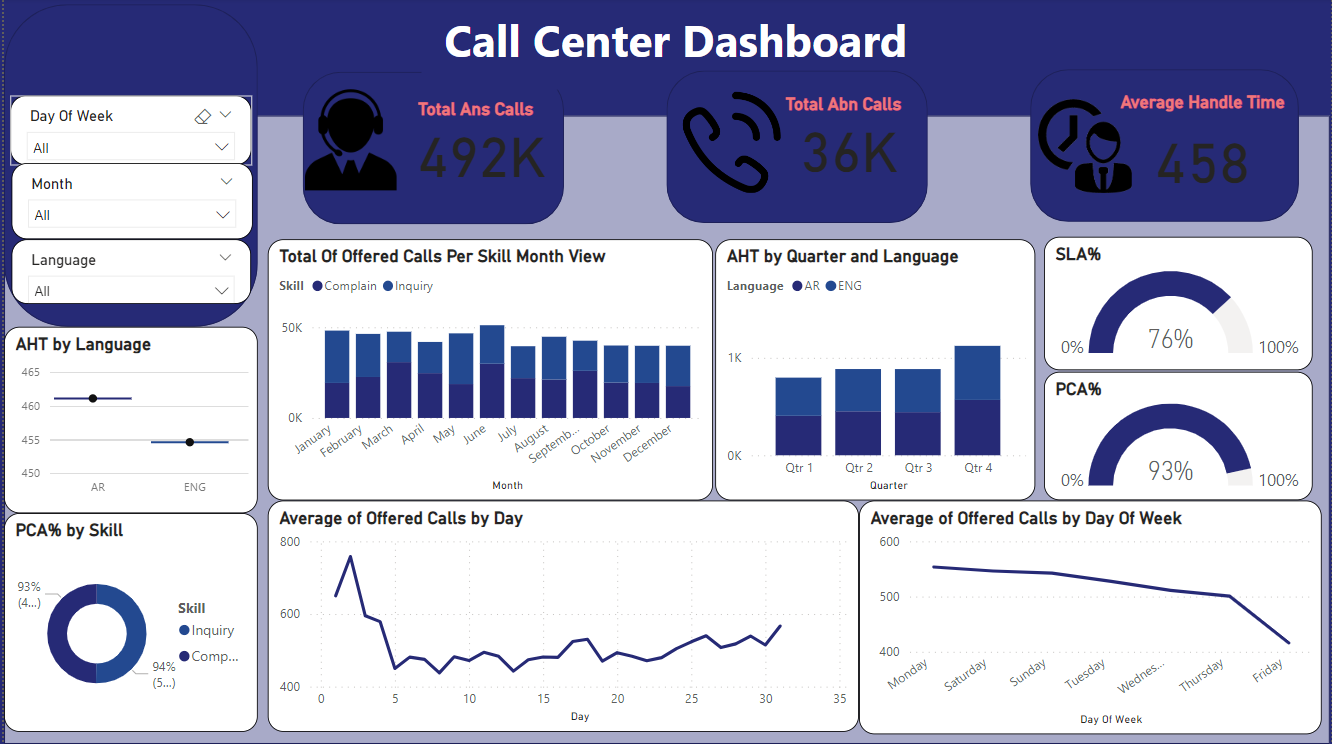 Call Center Dashboard
Day Of Week
All
Month
All
Language
All
Total Ans Calls
492K
Total Abn Calls
36K
Average Handle Time
458
AHT by Language
465
460
455
450
AR
ENG
PCA% by Skill
93%
(4...)
94%
(5...)
Skill
Inquiry
Comp...
Total Of Offered Calls Per Skill Month View
Skill Complain Inquiry
50K
0K
January
February
March
April
May
June
July
August
Septemb...
October
November
December
Month
AHT by Quarter and Language
Language AR ENG
1K
0K
Qtr 1
Qtr 2
Qtr 3
Qtr 4
Quarter
SLA%
76%
0%
100%
PCA%
93%
0%
100%
Average of Offered Calls by Day
800
600
400
0
5
10
15
20
25
30
35
Day
Average of Offered Calls by Day Of Week
600
500
400
Monday
Saturday
Sunday
Tuesday
Wednes...
Thursday
Friday
Day Of Week